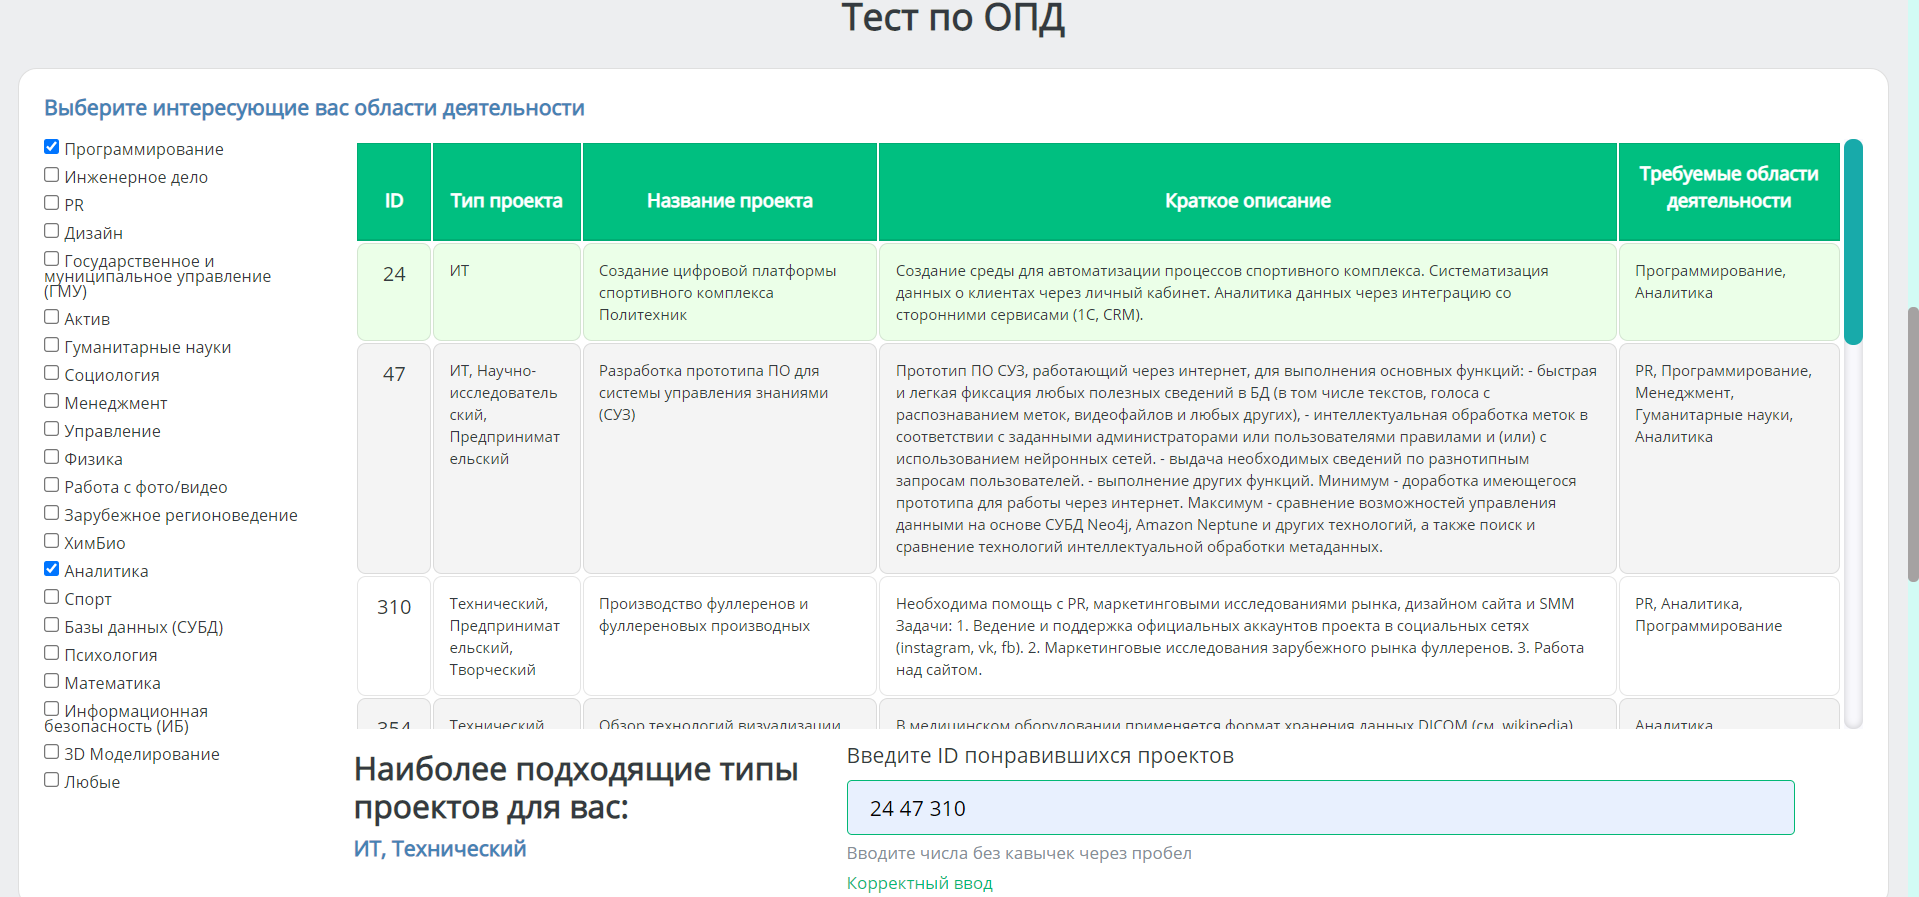 Тест по ОПД
Выберите интересующие вас области деятельности
Программирование
Инженерное дело
PR
Дизайн
Государственное и
муниципальное управление
(ГМУ)
Актив
Гуманитарные науки
Социология
Менеджмент
Управление
Физика
Работа с фото/видео
Зарубежное регионоведение
ХимБио
Аналитика
Спорт
Базы данных (СУБД)
Психология
Математика
Информационная
безопасность (ИБ)
3D Моделирование
Любые
ID
Тип проекта
Название проекта
Краткое описание
Требуемые области
деятельности
24
ИТ
Создание цифровой платформы
спортивного комплекса
Политехник
Создание среды для автоматизации процессов спортивного комплекса. Систематизация
данных о клиентах через личный кабинет. Аналитика данных через интеграцию со
сторонними сервисами (1С, CRM).
Программирование,
Аналитика
47
ИТ, Научно-
исследователь
ский,
Предпринимат
ельский
Разработка прототипа ПО для
системы управления знаниями
(СУЗ)
Прототип ПО СУЗ, работающий через интернет, для выполнения основных функций: - быстрая
и легкая фиксация любых полезных сведений в БД (в том числе текстов, голоса с
распознаванием меток, видеофайлов и любых других), - интеллектуальная обработка меток в
соответствии с заданными администраторами или пользователями правилами и (или) с
использованием нейронных сетей. - выдача необходимых сведений по разнотипным
запросам пользователей. - выполнение других функций. Минимум - доработка имеющегося
прототипа для работы через интернет. Максимум - сравнение возможностей управления
данными на основе СУБД Neo4j, Amazon Neptune и других технологий, а также поиск и
сравнение технологий интеллектуальной обработки метаданных.
PR, Программирование,
Менеджмент,
Гуманитарные науки,
Аналитика
310
Технический,
Предпринимат
ельский,
Творческий
Производство фуллеренов и
фуллереновых производных
Необходима помощь с PR, маркетинговыми исследованиями рынка, дизайном сайта и SMM
Задачи: 1. Ведение и поддержка официальных аккаунтов проекта в социальных сетях
(instagram, vk, fb). 2. Маркетинговые исследования зарубежного рынка фуллеренов. 3. Работа
над сайтом.
PR, Аналитика,
Программирование
354
Технический
Обзор технологий визуализации
В медицинском оборудовании применяется формат хранения данных DICOM (см. wikipedia)
Аналитика
Наиболее подходящие типы
проектов для вас:
ИТ, Технический
Введите ID понравившихся проектов
24 47 310
Вводите числа без кавычек через пробел
Корректный ввод